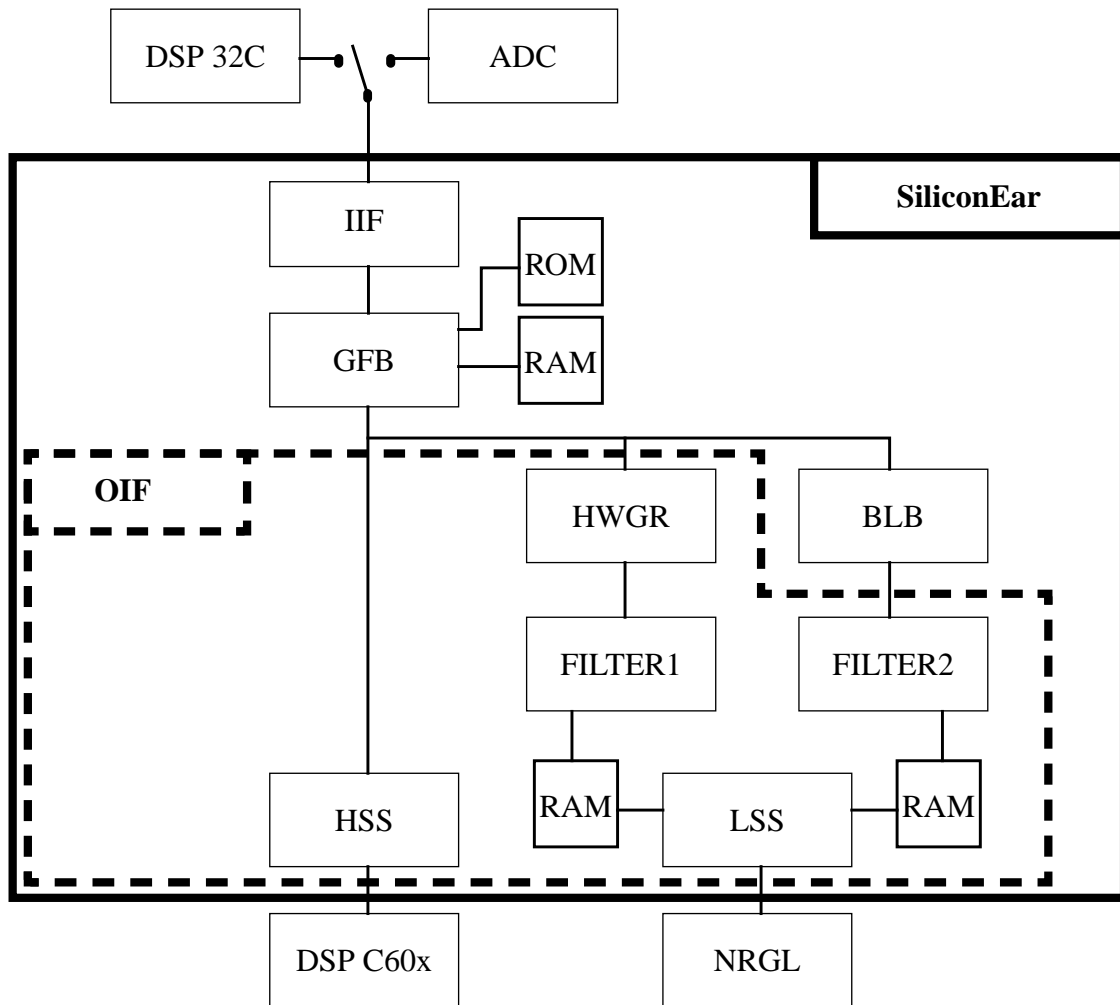 DSP 32C
ADC
SiliconEar
IIF
ROM
GFB
RAM
OIF
HWGR
BLB
FILTER1
FILTER2
HSS
RAM
LSS
RAM
DSP C60x
NRGL